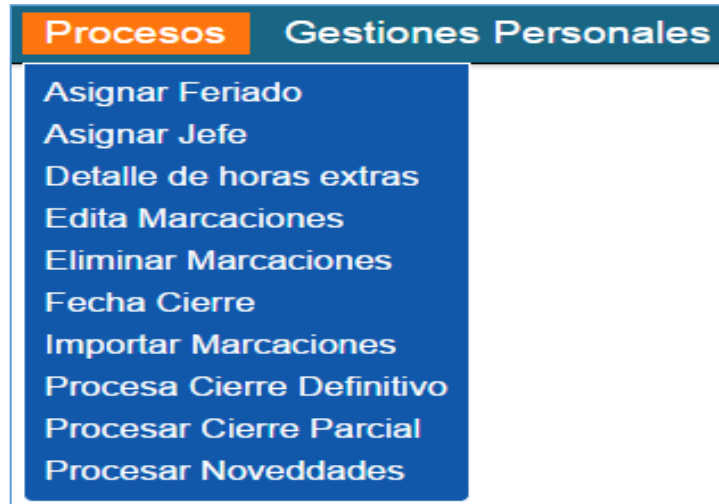 Procesos Gestiones Personales
Asignar Feriado
Asignar Jefe
Detalle de horas extras
Edita Marcaciones
Eliminar Marcaciones
Fecha Cierre
Importar Marcaciones
Procesa Cierre Definitivo
Procesar Cierre Parcial
Procesar Noveddades